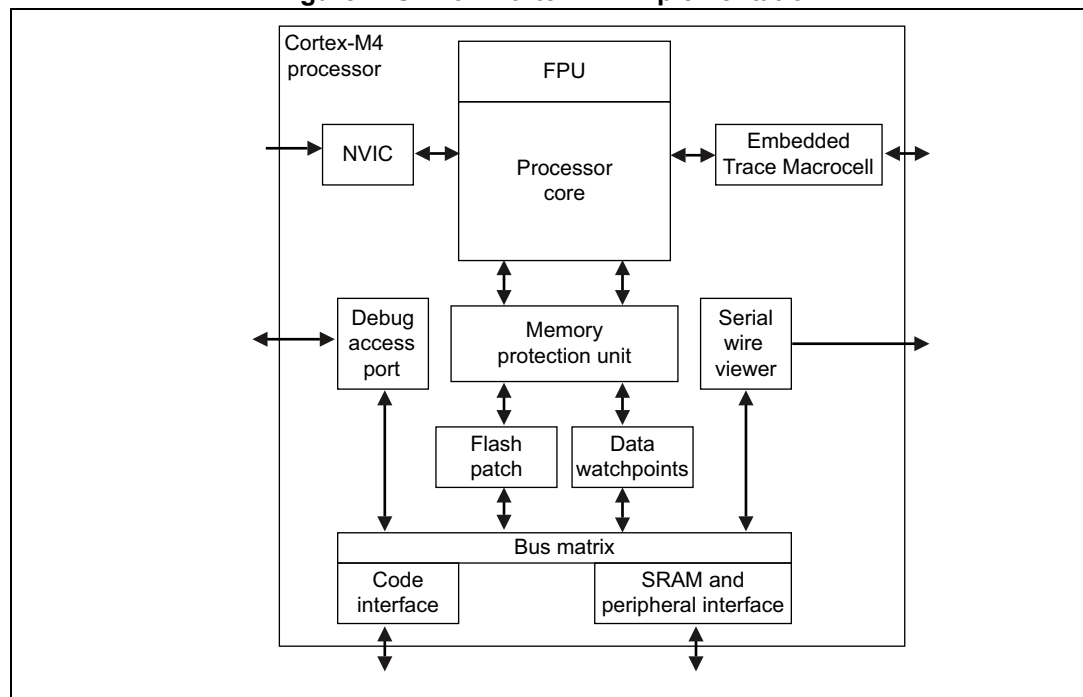 Cortex-M4
processor
FPU
NVIC
Processor
core
Embedded
Trace Macrocell
Debug
access
port
Memory
protection unit
Serial
wire
viewer
Flash
patch
Data
watchpoints
Bus matrix
Code
interface
SRAM and
peripheral interface